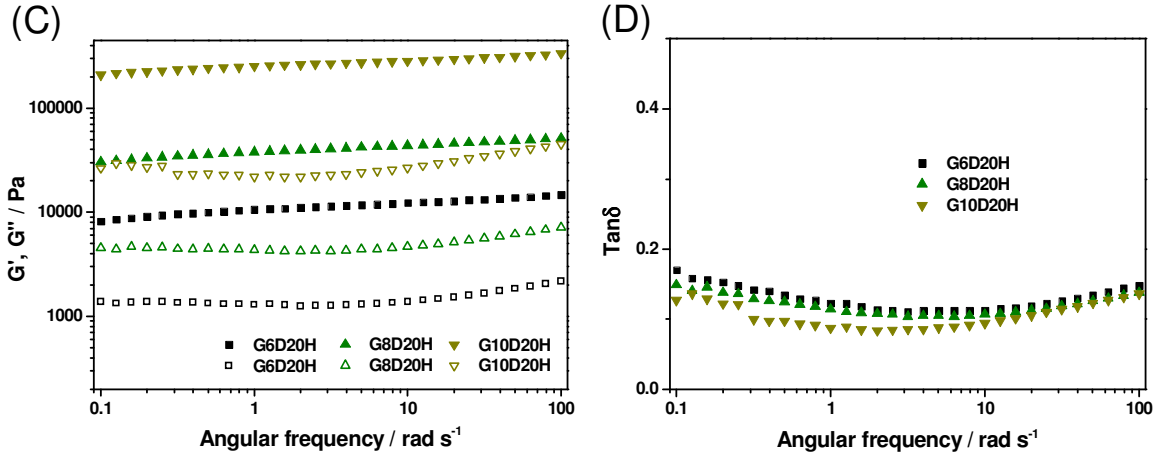 (C)
G', G'' / Pa
100000
10000
1000
G6D20H G8D20H G10D20H
G6D20H G8D20H G10D20H
0.1 1 10 100
Angular frequency / rad s⁻¹
(D)
Tanδ
0.4
0.2
0.0
G6D20H
G8D20H
G10D20H
0.1 1 10 100
Angular frequency / rad s⁻¹